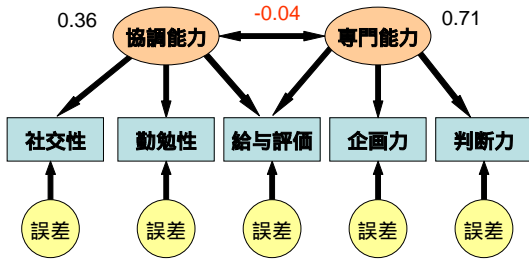 0.36
協調能力
-0.04
専門能力
0.71
社交性
勤勉性
給与評価
企画力
判断力
誤差
誤差
誤差
誤差
誤差